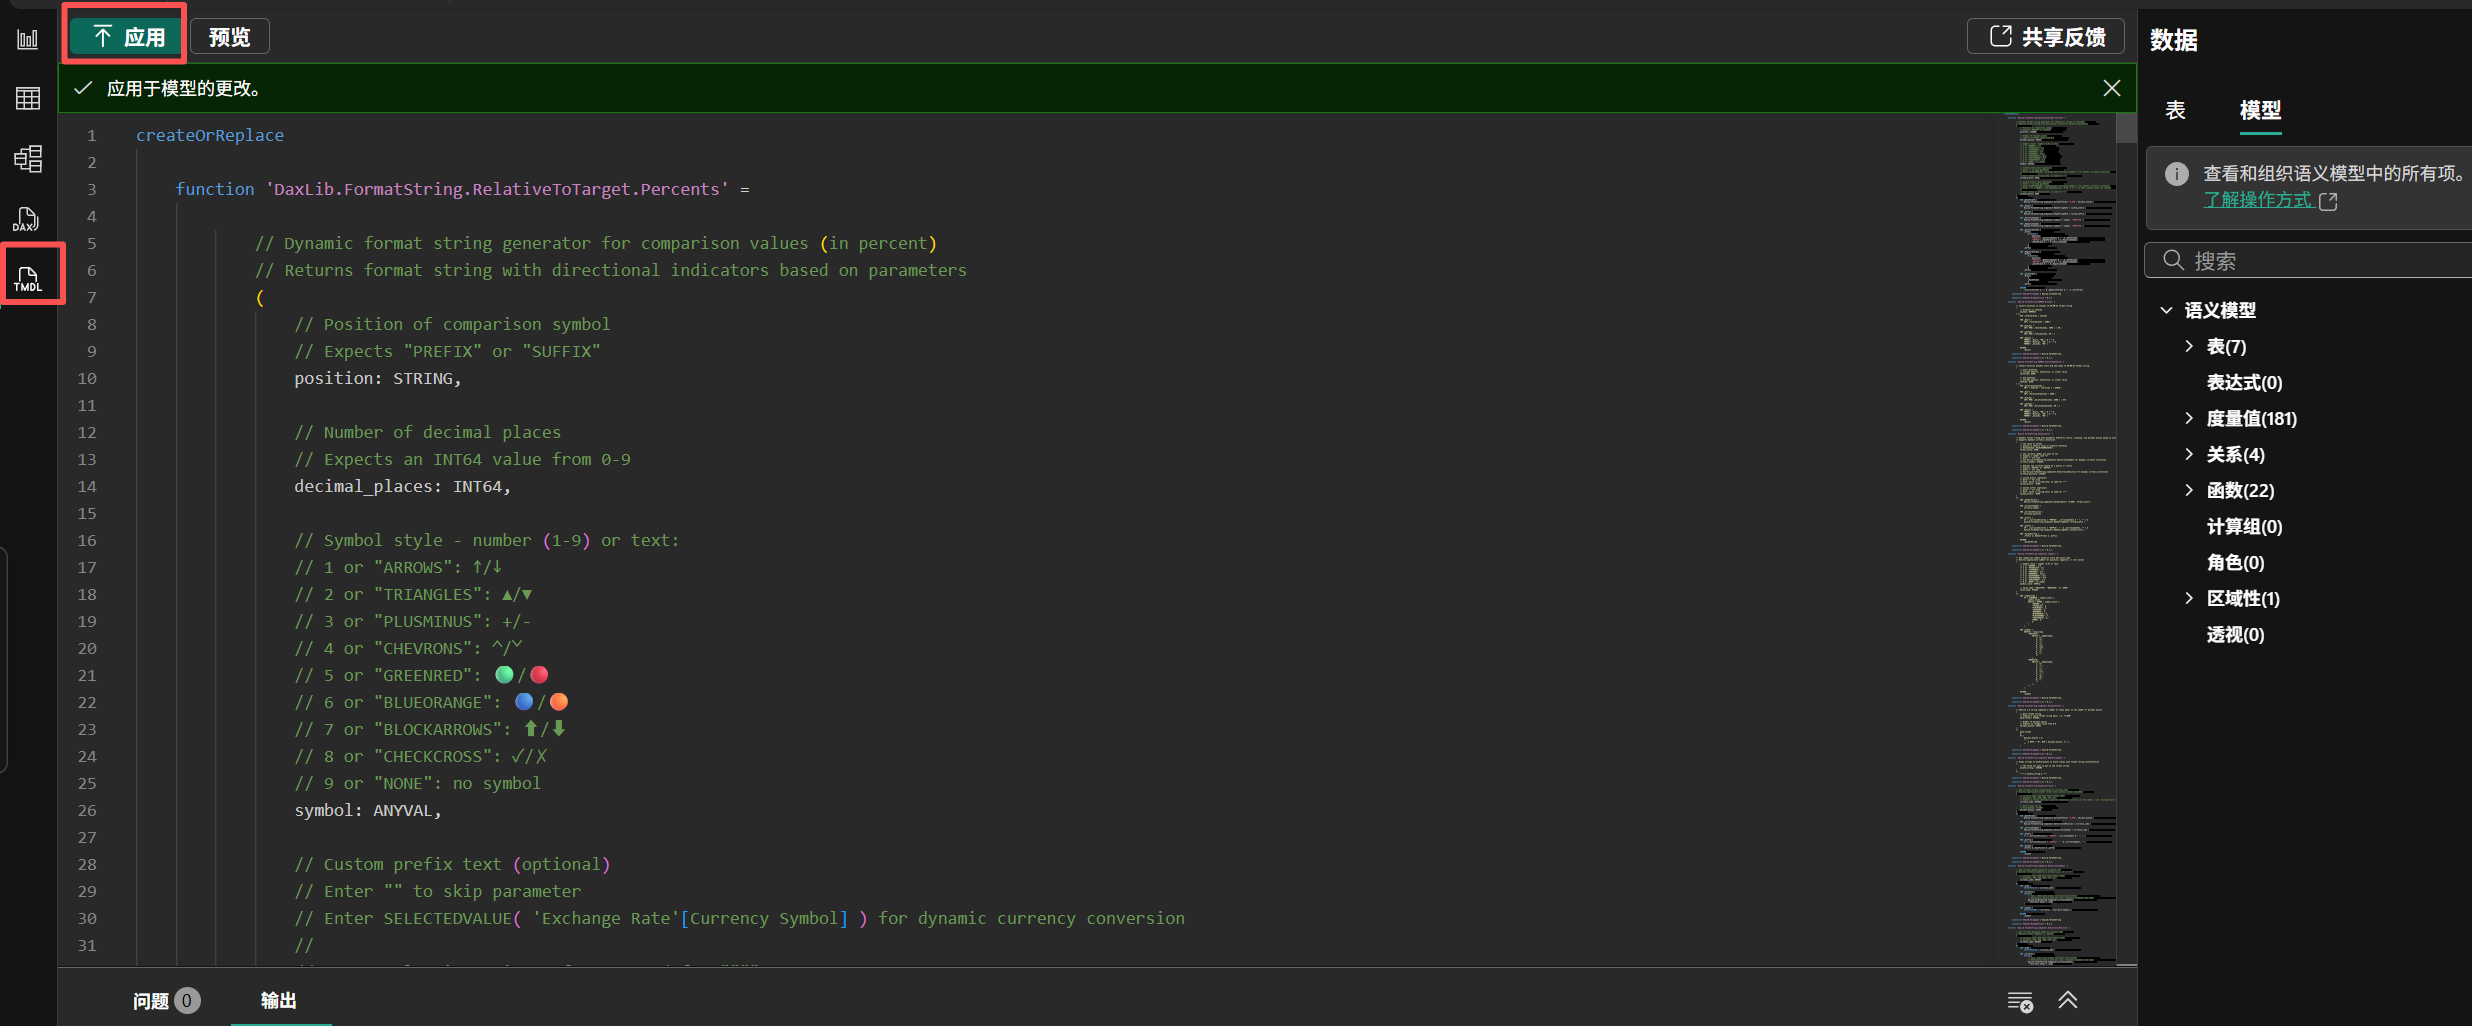 应用
预览
共享反馈
应用于模型的更改。
1 createOrReplace
2
3 function 'DaxLib.FormatString.RelativeToTarget.Percents' =
4
5 // Dynamic format string generator for comparison values (in percent)
6 // Returns format string with directional indicators based on parameters
7 (
8 // Position of comparison symbol
9 // Expects "PREFIX" or "SUFFIX"
10 position: STRING,
11
12 // Number of decimal places
13 // Expects an INT64 value from 0-9
14 decimal_places: INT64,
15
16 // Symbol style - number (1-9) or text:
17 // 1 or "ARROWS": ↑/↓
18 // 2 or "TRIANGLES": ▲/▼
19 // 3 or "PLUSMINUS": +/-
20 // 4 or "CHEVRONS": ^/˅
21 // 5 or "GREENRED": 🟢/🔴
22 // 6 or "BLUEORANGE": 🔵/🟠
23 // 7 or "BLOCKARROWS": ⬆/⬇
24 // 8 or "CHECKCROSS": ✓/✗
25 // 9 or "NONE": no symbol
26 symbol: ANYVAL,
27
28 // Custom prefix text (optional)
29 // Enter "" to skip parameter
30 // Enter SELECTEDVALUE( 'Exchange Rate'[Currency Symbol] ) for dynamic currency conversion
31 //
问题 0
输出
DAX
TMDL
数据
表
模型
查看和组织语义模型中的所有项。
了解操作方式
搜索
语义模型
表(7)
表达式(0)
度量值(181)
关系(4)
函数(22)
计算组(0)
角色(0)
区域性(1)
透视(0)